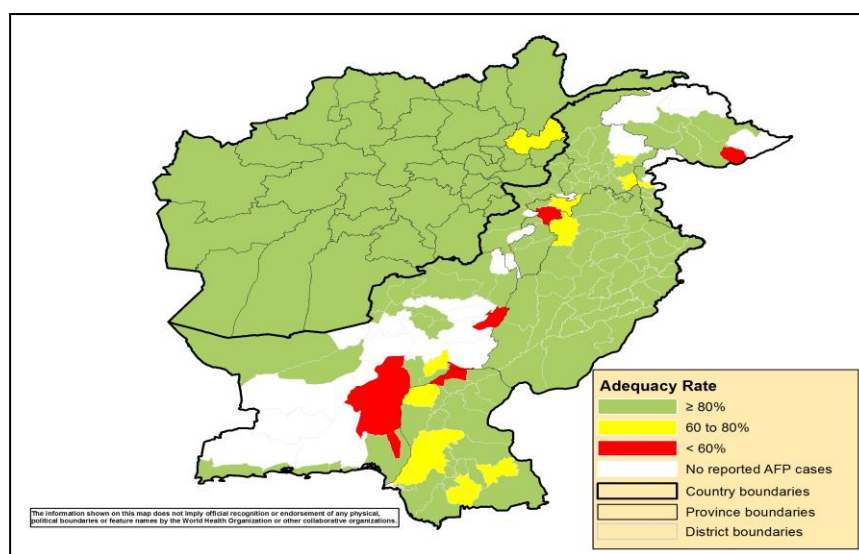 Adequacy Rate
≥ 80%
60 to 80%
< 60%
No reported AFP cases
Country boundaries
Province boundaries
District boundaries
The information shown on this map does not imply official recognition or endorsement of any physical,
political boundaries or feature names by the World Health Organization or other collaborative organizations.